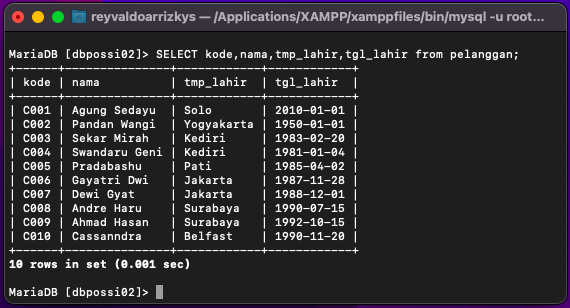 reyvaldoarrizkys — /Applications/XAMPP/xamppfiles/bin/mysql -u root...
MariaDB [dbpossi02]> SELECT kode,nama,tmp_lahir,tgl_lahir from pelanggan;
+------+---------------+------------+------------+
| kode | nama          | tmp_lahir  | tgl_lahir  |
+------+---------------+------------+------------+
| C001 | Agung Sedayu  | Solo       | 2010-01-01 |
| C002 | Pandan Wangi  | Yogyakarta | 1950-01-01 |
| C003 | Sekar Mirah   | Kediri     | 1983-02-20 |
| C004 | Swandaru Geni | Kediri     | 1981-01-04 |
| C005 | Pradabashu    | Pati       | 1985-04-02 |
| C006 | Gayatri Dwi   | Jakarta    | 1987-11-28 |
| C007 | Dewi Gyat     | Jakarta    | 1988-12-01 |
| C008 | Andre Haru    | Surabaya   | 1990-07-15 |
| C009 | Ahmad Hasan   | Surabaya   | 1992-10-15 |
| C010 | Cassanndra    | Belfast    | 1990-11-20 |
+------+---------------+------------+------------+
10 rows in set (0.001 sec)
MariaDB [dbpossi02]>